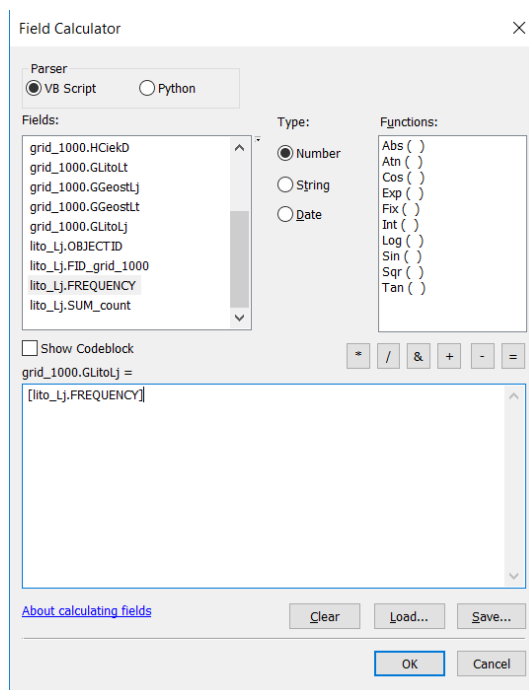 Field Calculator
Parser
VB Script Python
Fields:
Type:
Functions:
grid_1000.HCiekD
grid_1000.GLitoLt
grid_1000.GGeostLj
grid_1000.GGeostLt
grid_1000.GLitoLj
lito_Lj.OBJECTID
lito_Lj.FID_grid_1000
lito_Lj.FREQUENCY
lito_Lj.SUM_count
Number
String
Date
Abs ( )
Atn ( )
Cos ( )
Exp ( )
Fix ( )
Int ( )
Log ( )
Sin ( )
Sqr ( )
Tan ( )
Show Codeblock
* / & + - =
grid_1000.GLitoLj =
[lito_Lj.FREQUENCY]
About calculating fields
Clear Load... Save...
OK Cancel